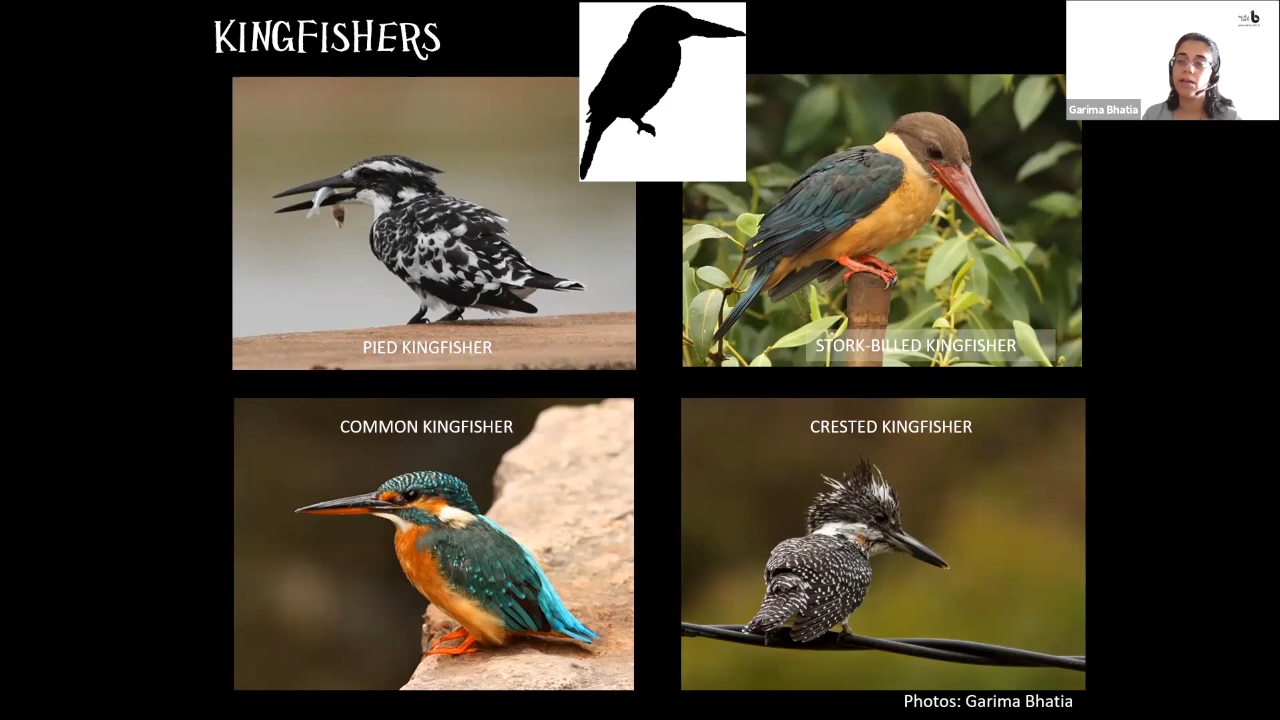 KINGFISHERS
Garima Bhatia
PIED KINGFISHER
STORK-BILLED KINGFISHER
COMMON KINGFISHER
CRESTED KINGFISHER
Photos: Garima Bhatia